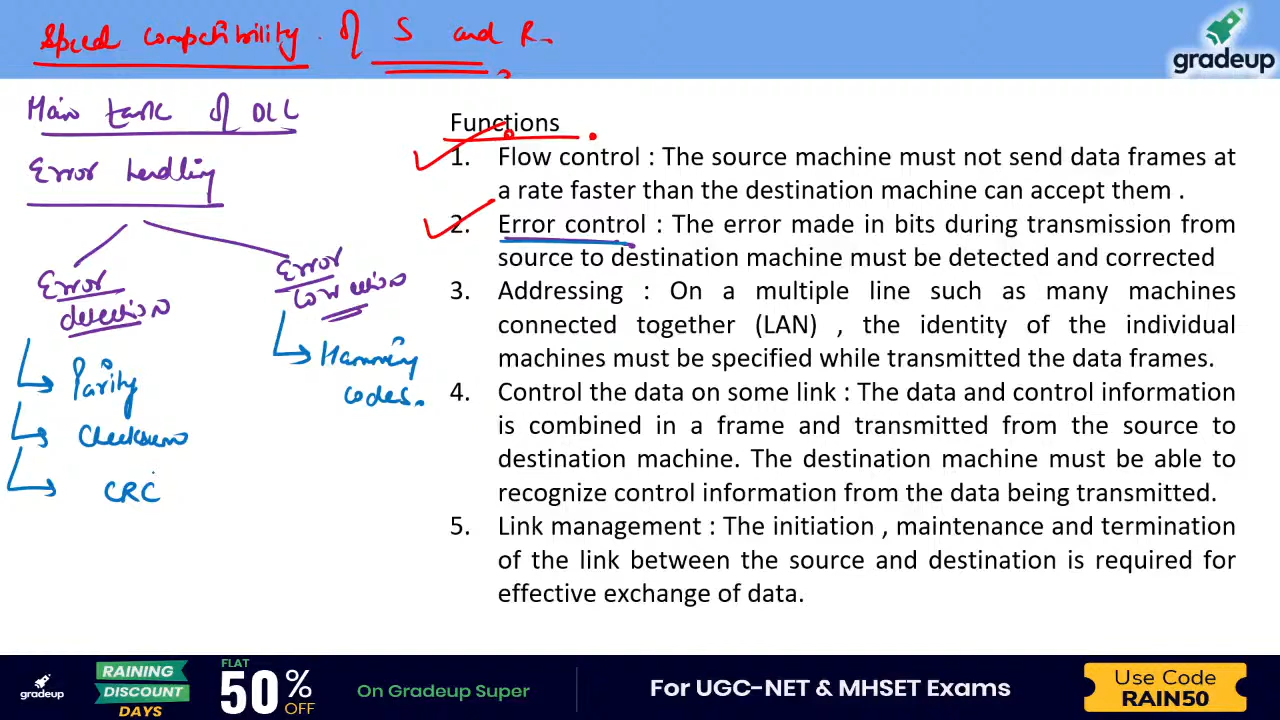 Speed compatibility of S and R.
gradeup
Main task of DLL
Error handling
Error
detection
Error
correction
Parity
Checksum
CRC
Hamming
codes.
Functions
1. Flow control : The source machine must not send data frames at
a rate faster than the destination machine can accept them .
2. Error control : The error made in bits during transmission from
source to destination machine must be detected and corrected
3. Addressing : On a multiple line such as many machines
connected together (LAN) , the identity of the individual
machines must be specified while transmitted the data frames.
4. Control the data on some link : The data and control information
is combined in a frame and transmitted from the source to
destination machine. The destination machine must be able to
recognize control information from the data being transmitted.
5. Link management : The initiation , maintenance and termination
of the link between the source and destination is required for
effective exchange of data.
gradeup
RAINING
DISCOUNT
DAYS
FLAT
50% OFF
On Gradeup Super
For UGC-NET & MHSET Exams
Use Code
RAIN50